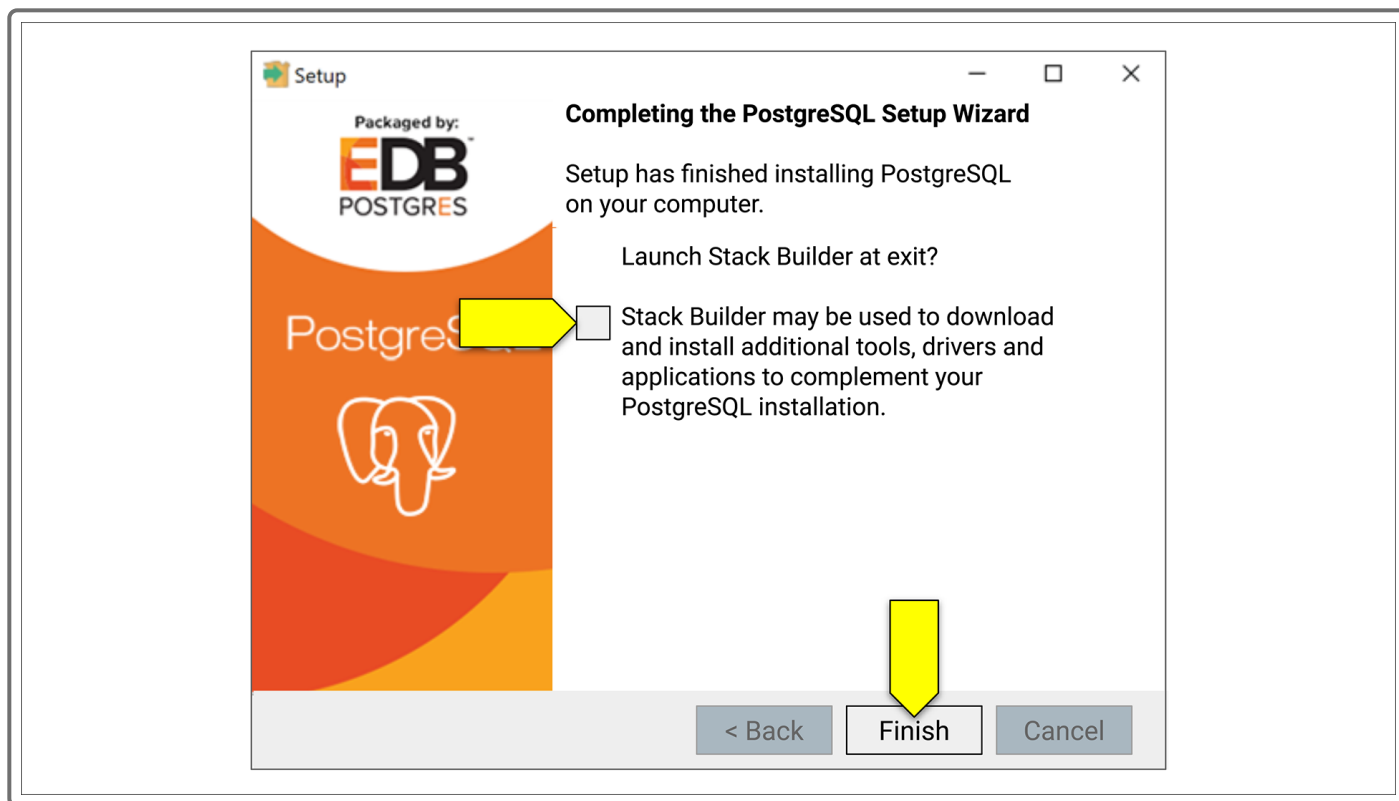 Setup
Packaged by:
EDB
POSTGRES
Completing the PostgreSQL Setup Wizard
Setup has finished installing PostgreSQL
on your computer.
Launch Stack Builder at exit?
Stack Builder may be used to download
and install additional tools, drivers and
applications to complement your
PostgreSQL installation.
< Back
Finish
Cancel